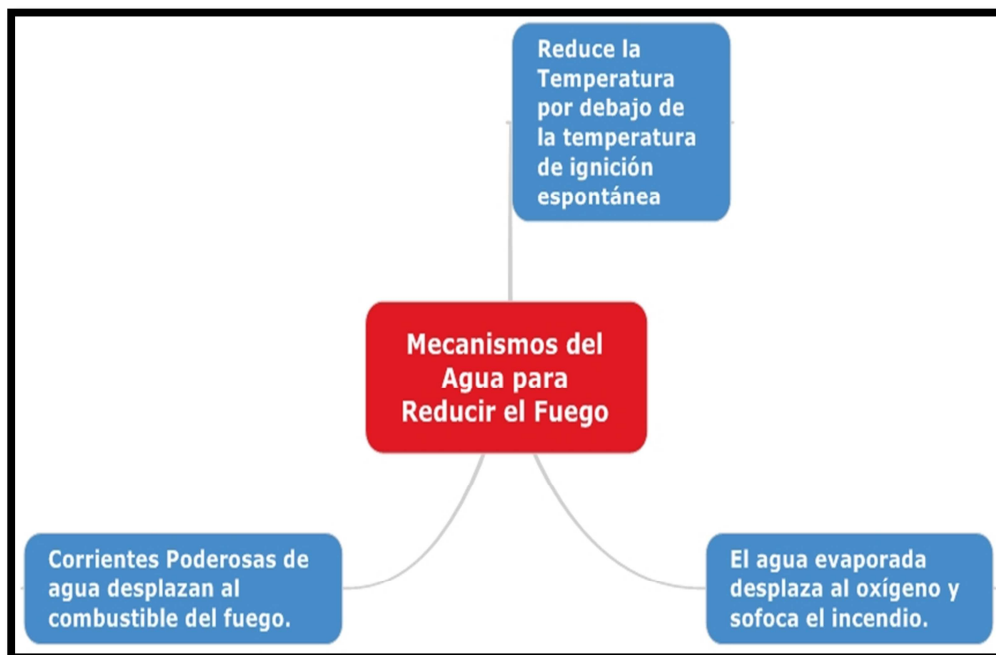 Reduce la
Temperatura
por debajo de
la temperatura
de ignición
espontánea
Mecanismos del
Agua para
Reducir el Fuego
Corrientes Poderosas de
agua desplazan al
combustible del fuego.
El agua evaporada
desplaza al oxígeno y
sofoca el incendio.